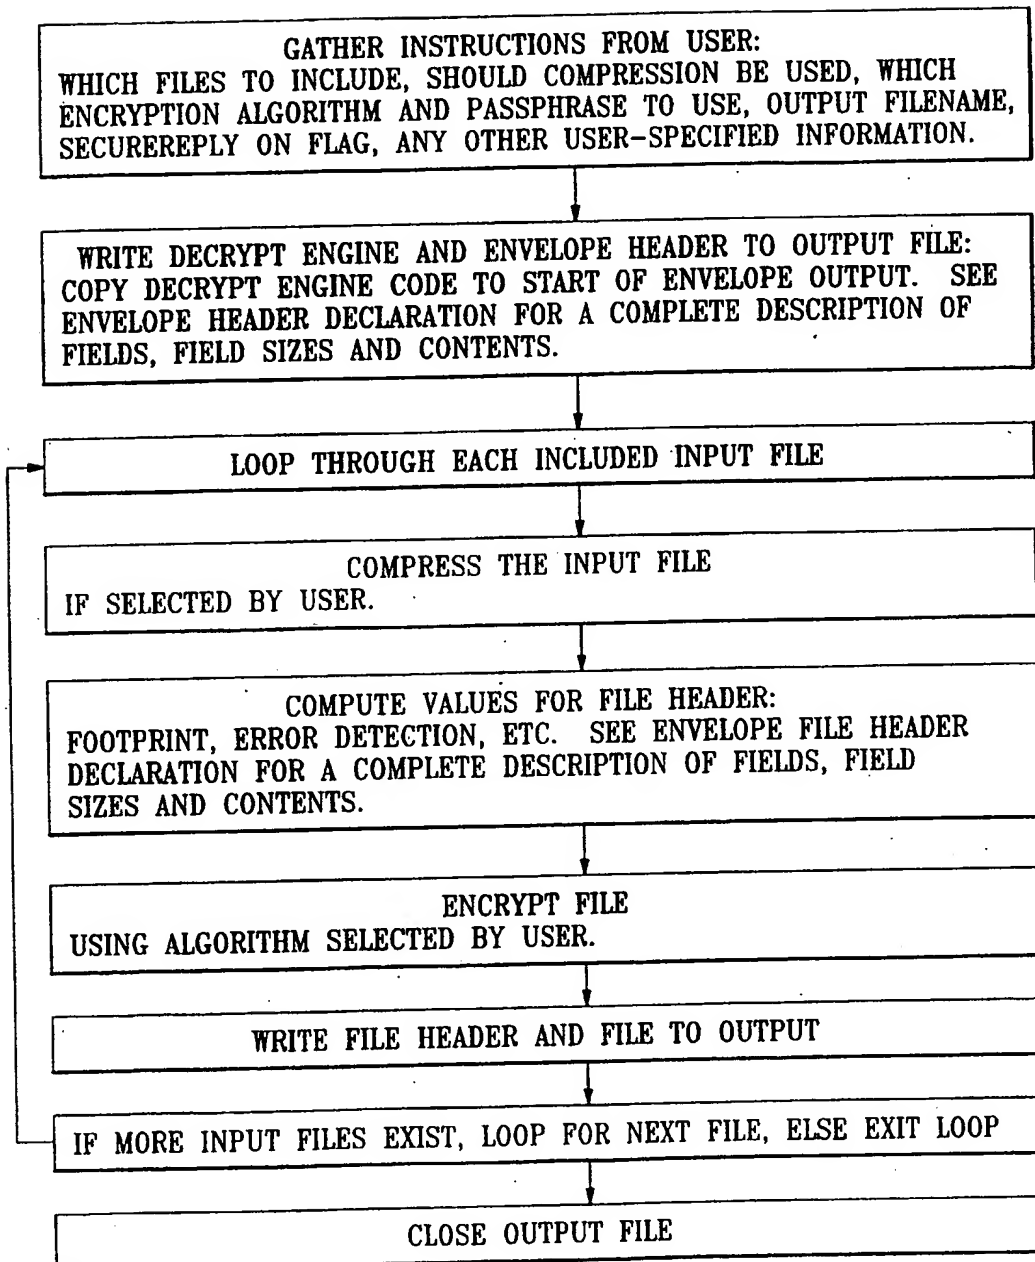 GATHER INSTRUCTIONS FROM USER:
WHICH FILES TO INCLUDE, SHOULD COMPRESSION BE USED, WHICH
ENCRYPTION ALGORITHM AND PASSPHRASE TO USE, OUTPUT FILENAME,
SECUREREPLY ON FLAG, ANY OTHER USER-SPECIFIED INFORMATION.
WRITE DECRYPT ENGINE AND ENVELOPE HEADER TO OUTPUT FILE:
COPY DECRYPT ENGINE CODE TO START OF ENVELOPE OUTPUT. SEE
ENVELOPE HEADER DECLARATION FOR A COMPLETE DESCRIPTION OF
FIELDS, FIELD SIZES AND CONTENTS.
LOOP THROUGH EACH INCLUDED INPUT FILE
COMPRESS THE INPUT FILE
IF SELECTED BY USER.
COMPUTE VALUES FOR FILE HEADER:
FOOTPRINT, ERROR DETECTION, ETC. SEE ENVELOPE FILE HEADER
DECLARATION FOR A COMPLETE DESCRIPTION OF FIELDS, FIELD
SIZES AND CONTENTS.
ENCRYPT FILE
USING ALGORITHM SELECTED BY USER.
WRITE FILE HEADER AND FILE TO OUTPUT
IF MORE INPUT FILES EXIST, LOOP FOR NEXT FILE, ELSE EXIT LOOP
CLOSE OUTPUT FILE